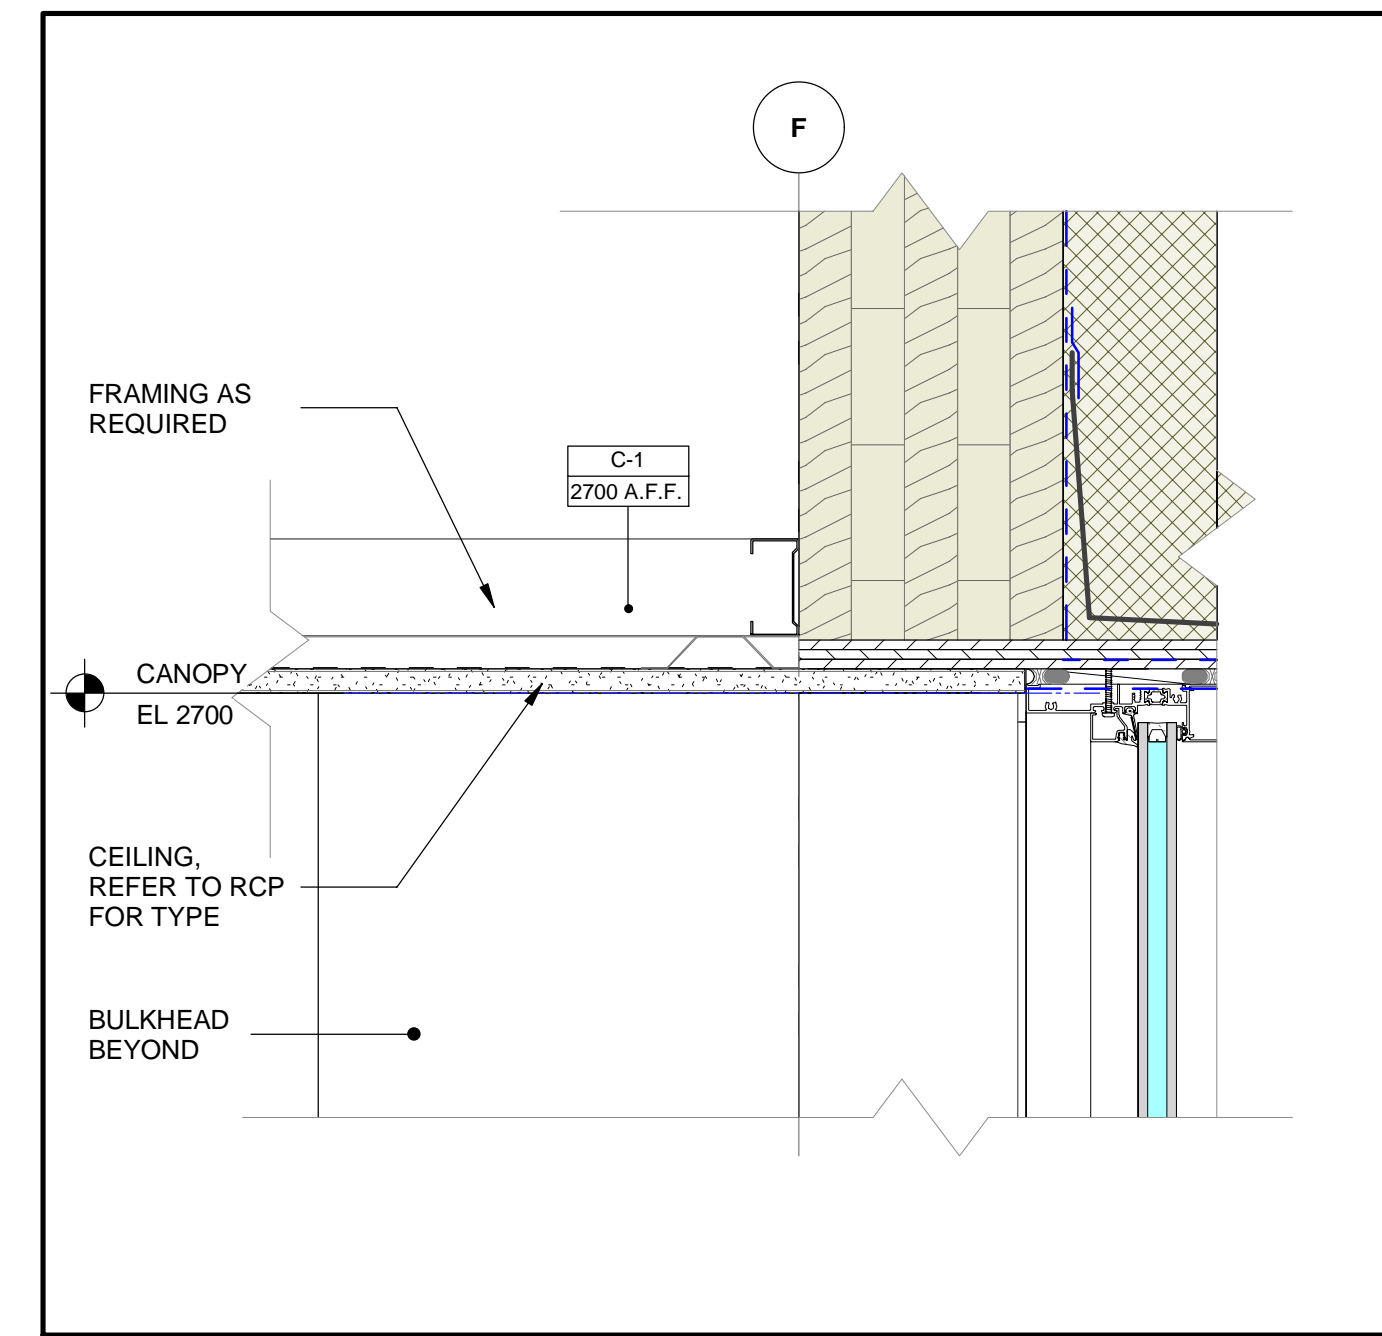 F
FRAMING AS
REQUIRED
C-1
2700 A.F.F.
CANOPY
EL 2700
CEILING,
REFER TO RCP
FOR TYPE
BULKHEAD
BEYOND